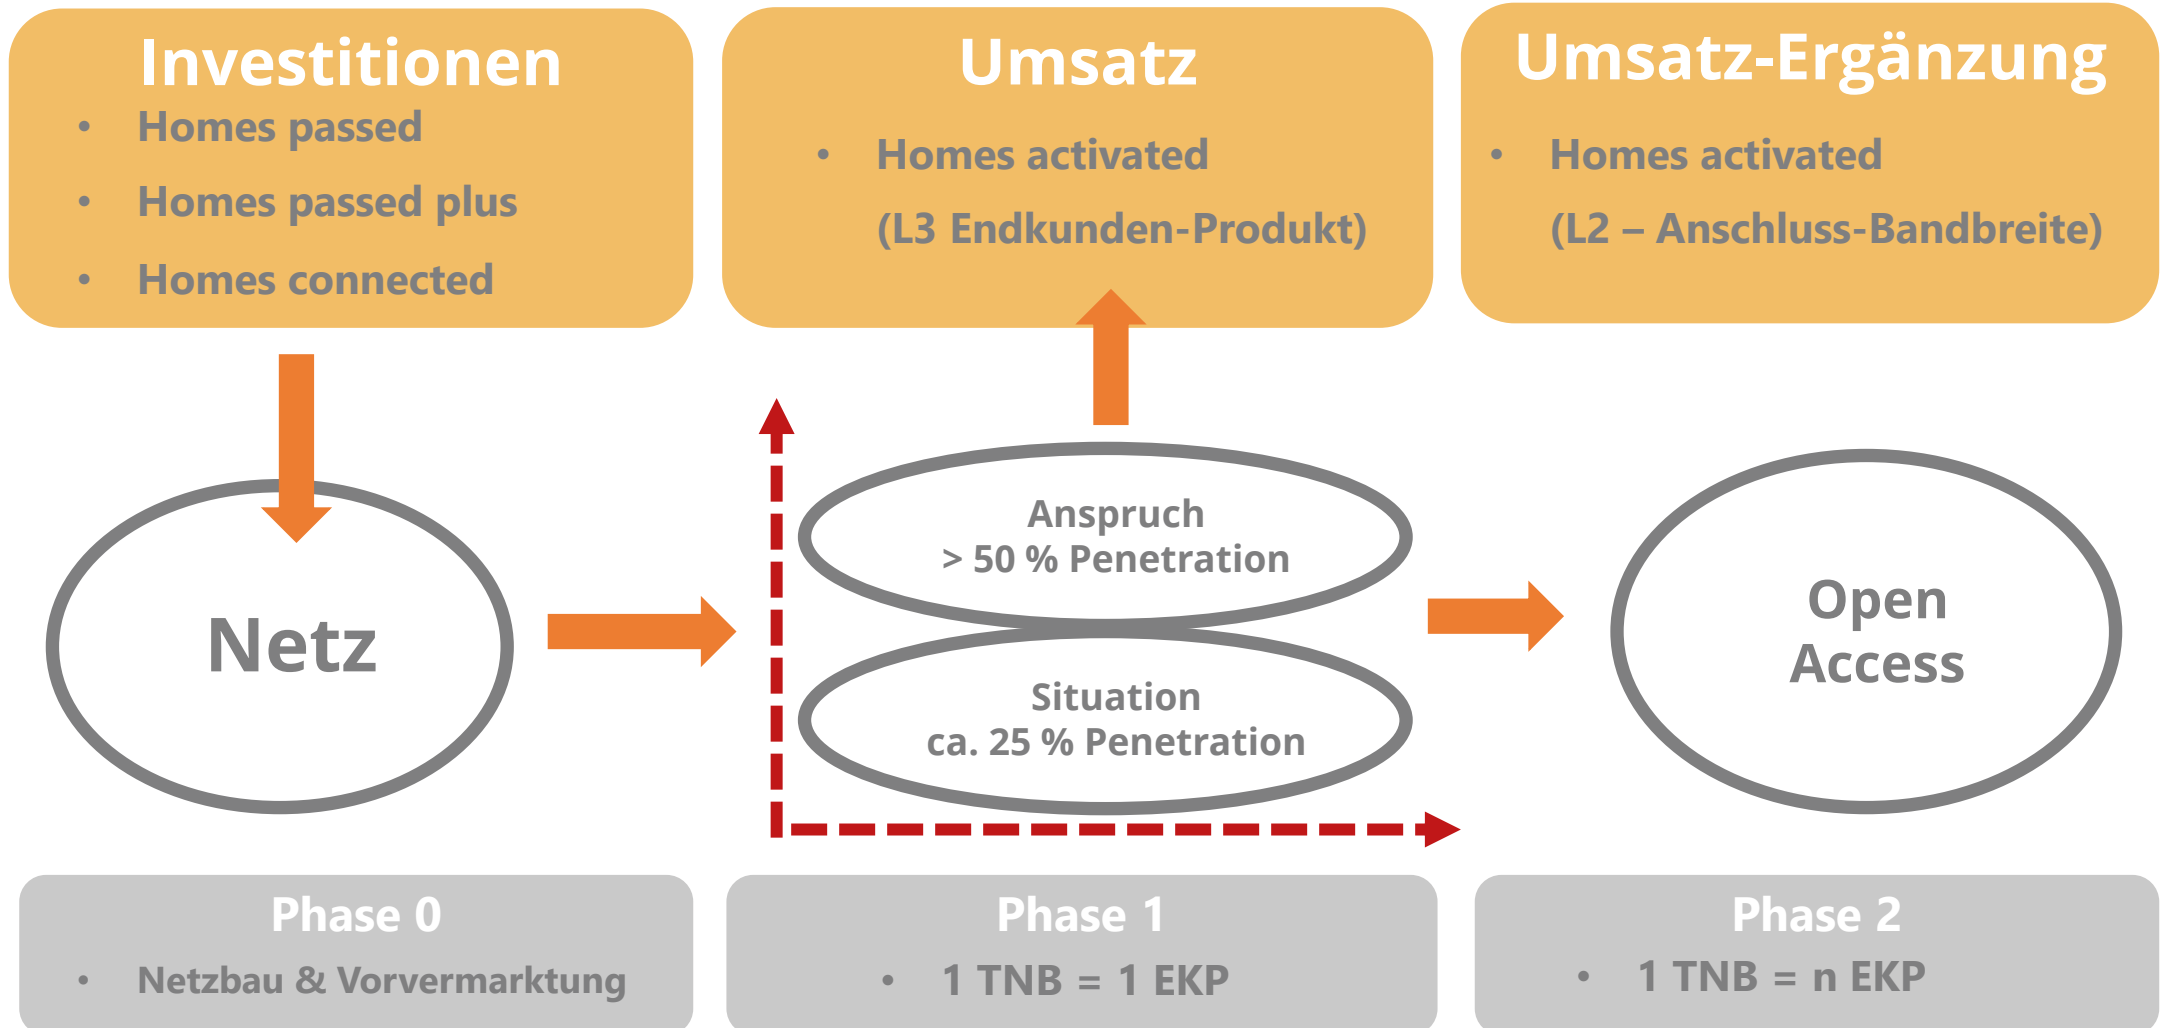 Investitionen
• Homes passed
• Homes passed plus
• Homes connected
Umsatz
• Homes activated
(L3 Endkunden-Produkt)
Umsatz-Ergänzung
• Homes activated
(L2 – Anschluss-Bandbreite)
Netz
Anspruch
> 50 % Penetration
Situation
ca. 25 % Penetration
Open
Access
Phase 0
• Netzbau & Vorvermarktung
Phase 1
• 1 TNB = 1 EKP
Phase 2
• 1 TNB = n EKP